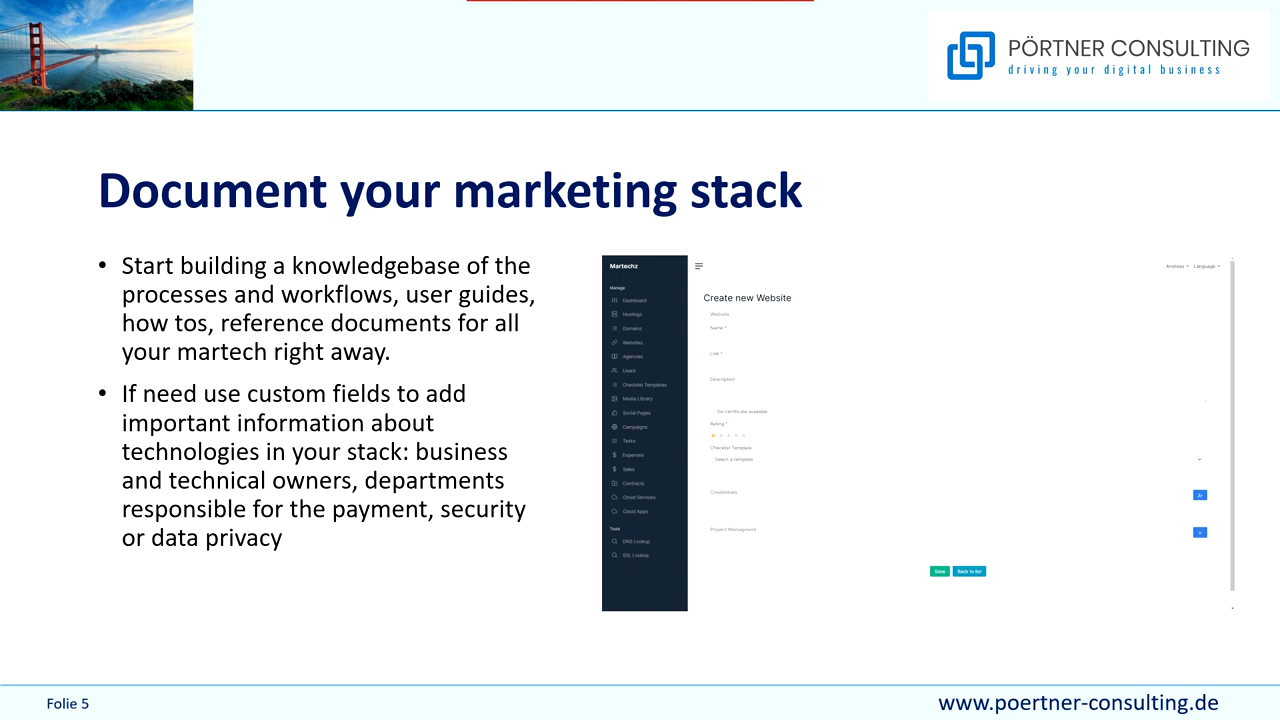 PÖRTNER CONSULTING
driving your digital business
Document your marketing stack
• Start building a knowledgebase of the
processes and workflows, user guides,
how tos, reference documents for all
your martech right away.
• If need use custom fields to add
important information about
technologies in your stack: business
and technical owners, departments
responsible for the payment, security
or data privacy
Martechz
Manage
Dashboard
Hostings
Domains
Websites
Agencies
Users
Checklist Templates
Media Library
Social Pages
Campaigns
Tasks
Expenses
Sales
Contracts
Cloud Services
Cloud Apps
Tools
DNS Lookup
SSL Lookup
Andreas
Language
Create new Website
Website
Name *
Link *
Description
Ssl certificate available
Rating *
Checklist Template
Select a template
Credentials
Project Managment
Save
Back to list
Folie 5
www.poertner-consulting.de